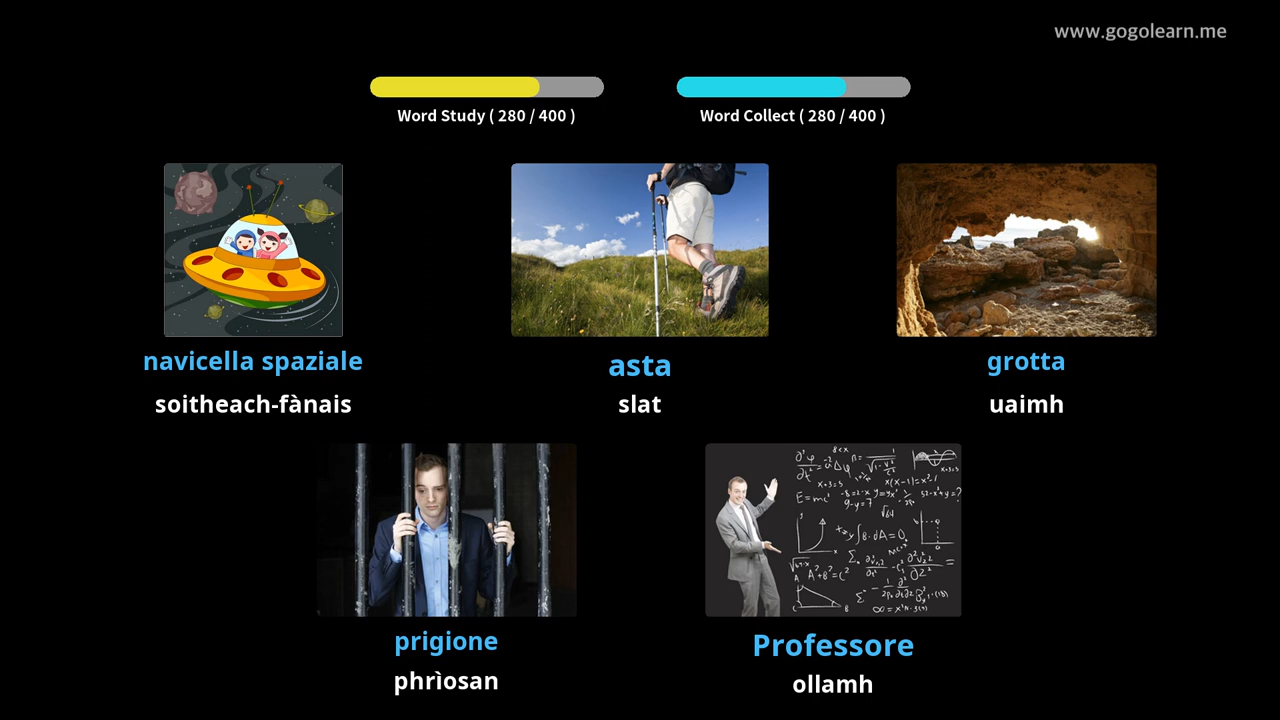 www.gogolearn.me
Word Study ( 280 / 400 )
Word Collect ( 280 / 400 )
navicella spaziale
soitheach-fànais
asta
slat
grotta
uaimh
prigione
phrìosan
Professore
ollamh